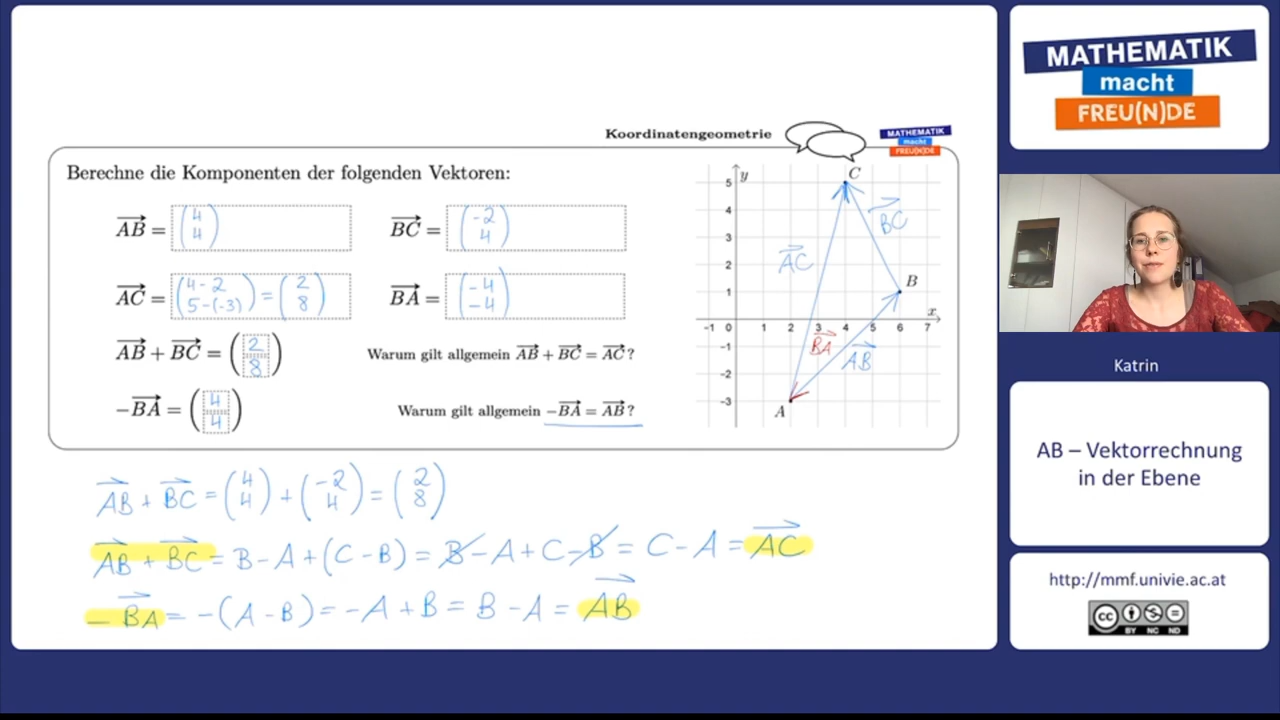 Koordinatengeometrie
MATHEMATIK
macht
FREU(N)DE
Berechne die Komponenten der folgenden Vektoren:
AB⃗ = (4 4)
BC⃗ = (-2 4)
AC⃗ = (4-2 5-(-3)) = (2 8)
BA⃗ = (-4 -4)
AB⃗ + BC⃗ = (2 8)
Warum gilt allgemein AB⃗ + BC⃗ = AC⃗?
-BA⃗ = (4 4)
Warum gilt allgemein -BA⃗ = AB⃗?
y
C
5
4
3
2
1
BC⃗
AC⃗
B
x
-1 0 1 2 3 4 5 6 7
BA⃗
AB⃗
-1
-2
-3
A
AB⃗ + BC⃗ = (4 4) + (-2 4) = (2 8)
AB⃗ + BC⃗ = B - A + (C - B) = B - A + C - B = C - A = AC⃗
-BA⃗ = -(A - B) = -A + B = B - A = AB⃗
MATHEMATIK
macht
FREU(N)DE
Katrin
AB – Vektorrechnung
in der Ebene
http://mmf.univie.ac.at
cc
BY NC ND